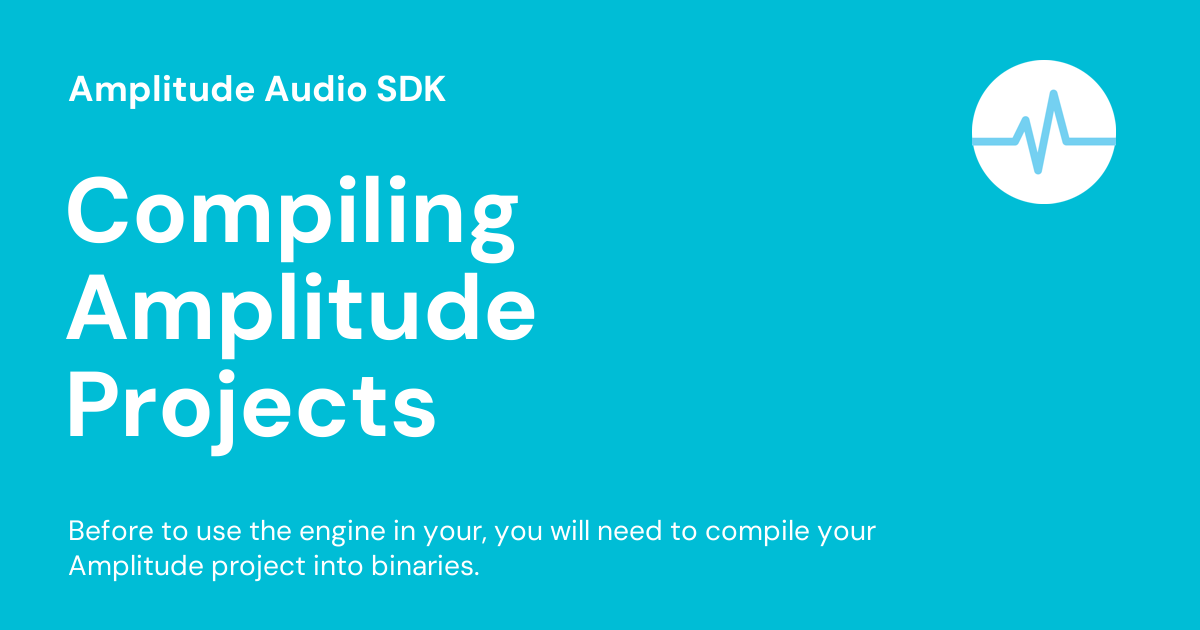 Amplitude Audio SDK
Compiling
Amplitude
Projects
Before to use the engine in your, you will need to compile your
Amplitude project into binaries.